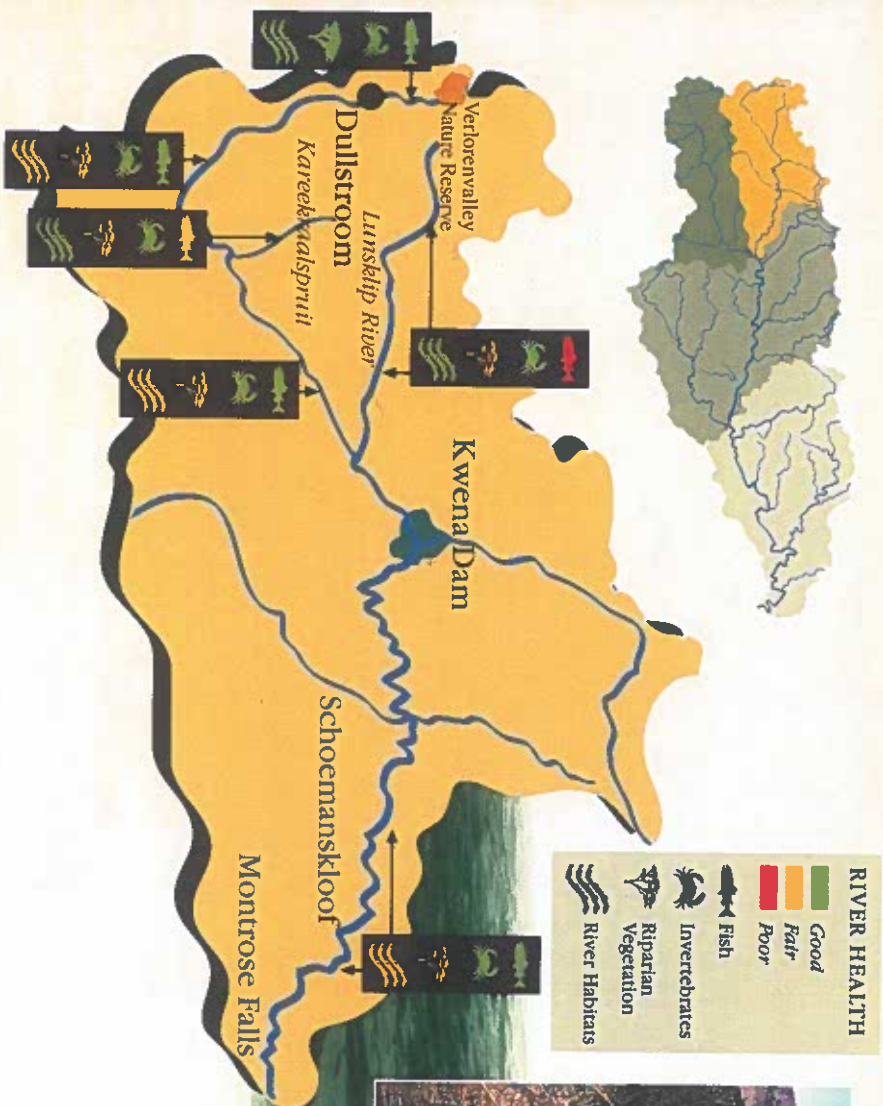 RIVER HEALTH
Good
Fair
Poor
Fish
Invertebrates
Riparian
Vegetation
River Habitats
Verlorenvalley
Nature Reserve
Dullstroom
Kareekraalspruit
Lunsklip River
Kwena Dam
Schoemanskloof
Montrose Falls